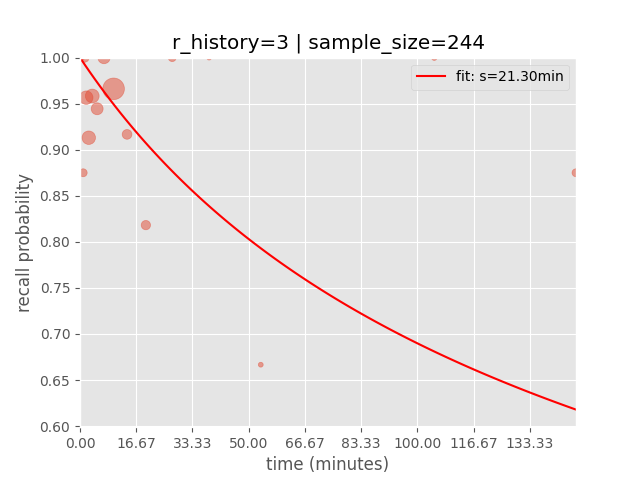 r_history=3 | sample_size=244
fit: s=21.30min
1.00
0.95
0.90
0.85
0.80
0.75
0.70
0.65
0.60
recall probability
0.00 16.67 33.33 50.00 66.67 83.33 100.00 116.67 133.33
time (minutes)